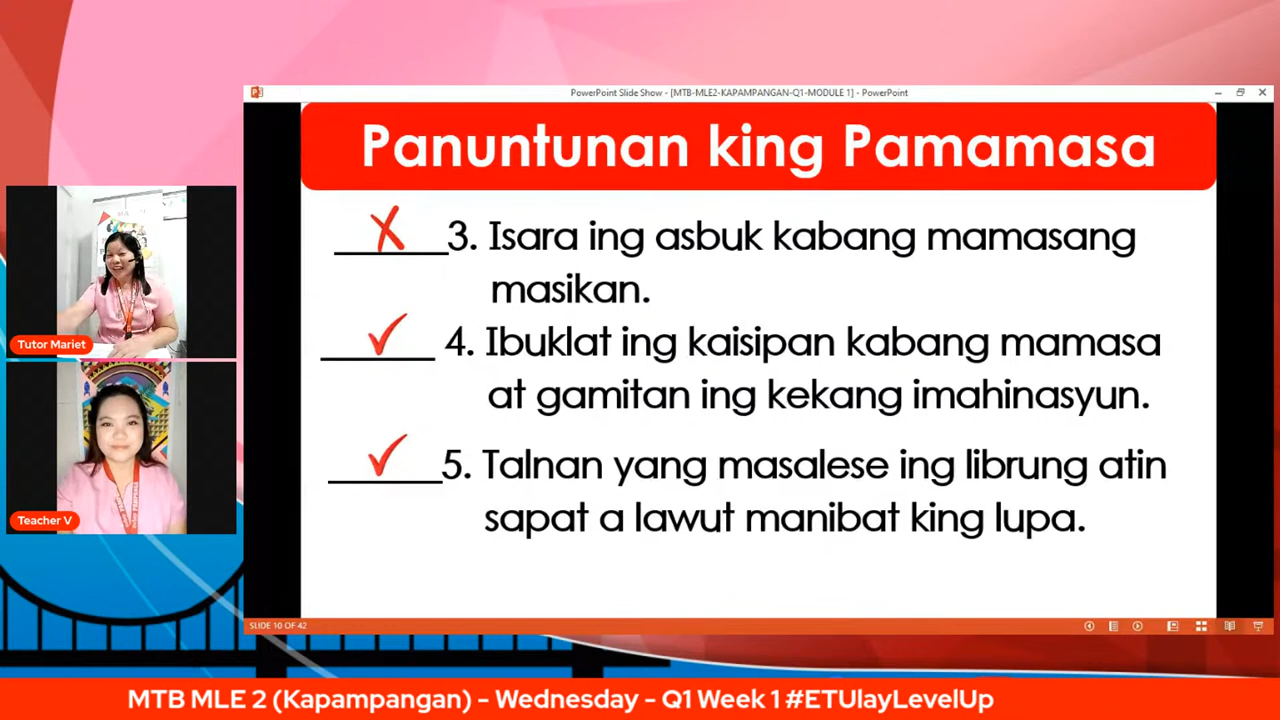 PowerPoint Slide Show - [MTB-MLE2-KAPAMPANGAN-Q1-MODULE 1] - PowerPoint
Panuntunan king Pamamasa
3. Isara ing asbuk kabang mamasang
masikan.
4. Ibuklat ing kaisipan kabang mamasa
at gamitan ing kekang imahinasyun.
5. Talnan yang masalese ing librung atin
sapat a lawut manibat king lupa.
Tutor Mariet
Teacher V
SLIDE 10 OF 42
MTB MLE 2 (Kapampangan) - Wednesday - Q1 Week 1 #ETUlayLevelUp